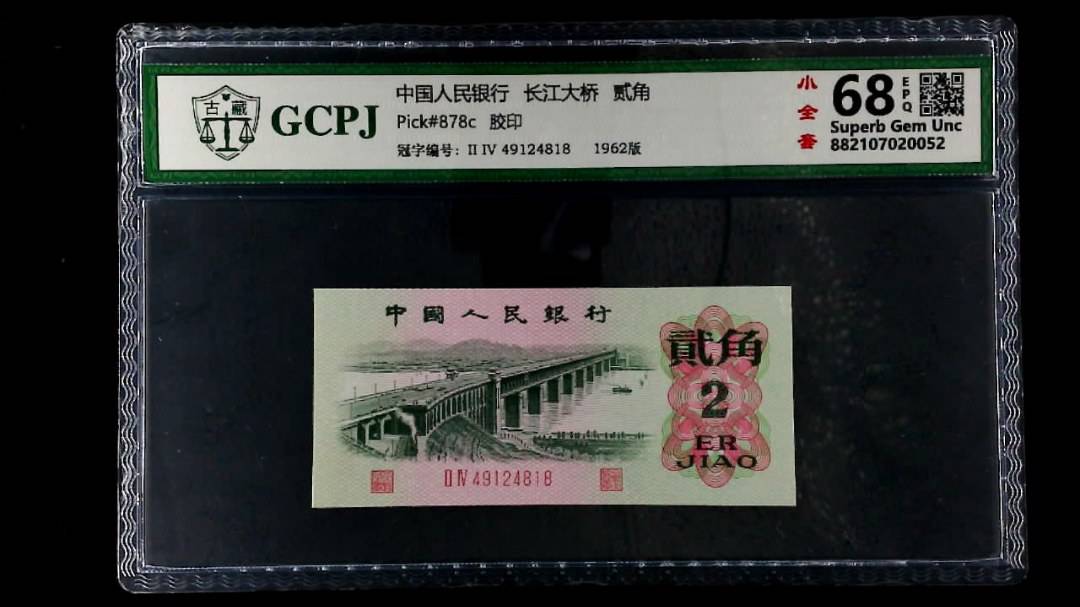 古藏
GCPJ
中国人民银行 长江大桥 贰角
Pick#878c 胶印
冠字编号: II IV 49124818 1962版
小全套
68
EPQ
Superb Gem Unc
882107020052
中國人民銀行
貳角
2
ER
JIAO
II IV 49124818